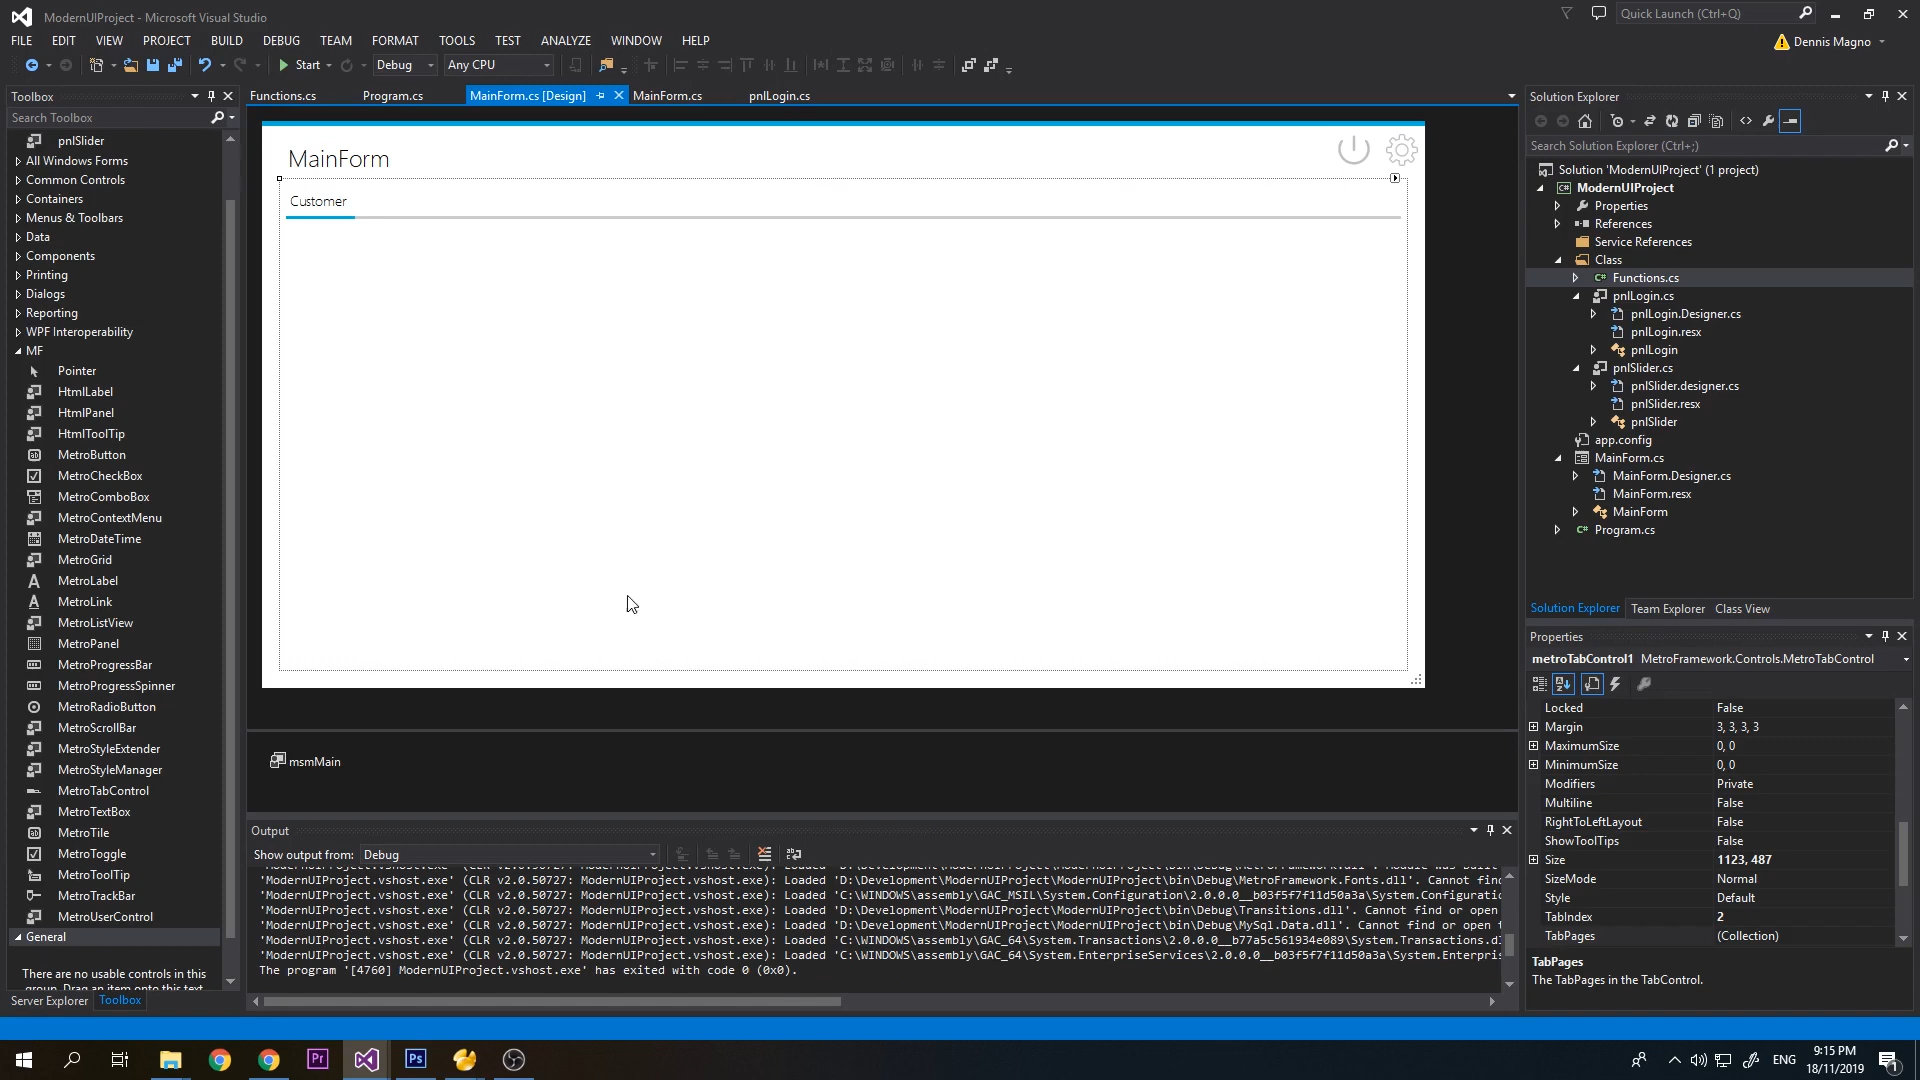 ModernUIProject - Microsoft Visual Studio
Quick Launch (Ctrl+Q)
FILE EDIT VIEW PROJECT BUILD DEBUG TEAM FORMAT TOOLS TEST ANALYZE WINDOW HELP
Dennis Magno
Start Debug Any CPU
Toolbox
Search Toolbox
pnlSlider
All Windows Forms
Common Controls
Containers
Menus & Toolbars
Data
Components
Printing
Dialogs
Reporting
WPF Interoperability
MF
Pointer
HtmlLabel
HtmlPanel
HtmlToolTip
MetroButton
MetroCheckBox
MetroComboBox
MetroContextMenu
MetroDateTime
MetroGrid
MetroLabel
MetroLink
MetroListView
MetroPanel
MetroProgressBar
MetroProgressSpinner
MetroRadioButton
MetroScrollBar
MetroStyleExtender
MetroStyleManager
MetroTabControl
MetroTextBox
MetroTile
MetroToggle
MetroToolTip
MetroTrackBar
MetroUserControl
General
There are no usable controls in this
group. Drag an item onto this text
Server Explorer Toolbox
Functions.cs Program.cs MainForm.cs [Design] MainForm.cs pnlLogin.cs
MainForm
Customer
msmMain
Output
Show output from: Debug
'ModernUIProject.vshost.exe' (CLR v2.0.50727: ModernUIProject.vshost.exe): Loaded 'D:\Development\ModernUIProject\ModernUIProject\bin\Debug\MetroFramework.Fonts.dll'. Cannot find
'ModernUIProject.vshost.exe' (CLR v2.0.50727: ModernUIProject.vshost.exe): Loaded 'C:\WINDOWS\assembly\GAC_MSIL\System.Configuration\2.0.0.0__b03f5f7f11d50a3a\System.Configuratio
'ModernUIProject.vshost.exe' (CLR v2.0.50727: ModernUIProject.vshost.exe): Loaded 'D:\Development\ModernUIProject\ModernUIProject\bin\Debug\Transitions.dll'. Cannot find or open
'ModernUIProject.vshost.exe' (CLR v2.0.50727: ModernUIProject.vshost.exe): Loaded 'D:\Development\ModernUIProject\ModernUIProject\bin\Debug\MySql.Data.dll'. Cannot find or open t
'ModernUIProject.vshost.exe' (CLR v2.0.50727: ModernUIProject.vshost.exe): Loaded 'C:\WINDOWS\assembly\GAC_64\System.Transactions\2.0.0.0__b77a5c561934e089\System.Transactions.d
'ModernUIProject.vshost.exe' (CLR v2.0.50727: ModernUIProject.vshost.exe): Loaded 'C:\WINDOWS\assembly\GAC_64\System.EnterpriseServices\2.0.0.0__b03f5f7f11d50a3a\System.Enterpris
The program '[4760] ModernUIProject.vshost.exe' has exited with code 0 (0x0).
Solution Explorer
Search Solution Explorer (Ctrl+;)
Solution 'ModernUIProject' (1 project)
ModernUIProject
Properties
References
Service References
Class
Functions.cs
pnlLogin.cs
pnlLogin.Designer.cs
pnlLogin.resx
pnlLogin
pnlSlider.cs
pnlSlider.designer.cs
pnlSlider.resx
pnlSlider
app.config
MainForm.cs
MainForm.Designer.cs
MainForm.resx
MainForm
Program.cs
Solution Explorer Team Explorer Class View
Properties
metroTabControl1 MetroFramework.Controls.MetroTabControl
Locked False
Margin 3, 3, 3, 3
MaximumSize 0, 0
MinimumSize 0, 0
Modifiers Private
Multiline False
RightToLeftLayout False
ShowToolTips False
Size 1123, 487
SizeMode Normal
Style Default
TabIndex 2
TabPages (Collection)
TabPages
The TabPages in the TabControl.
Pr
Ps
ENG
9:15 PM
18/11/2019
1